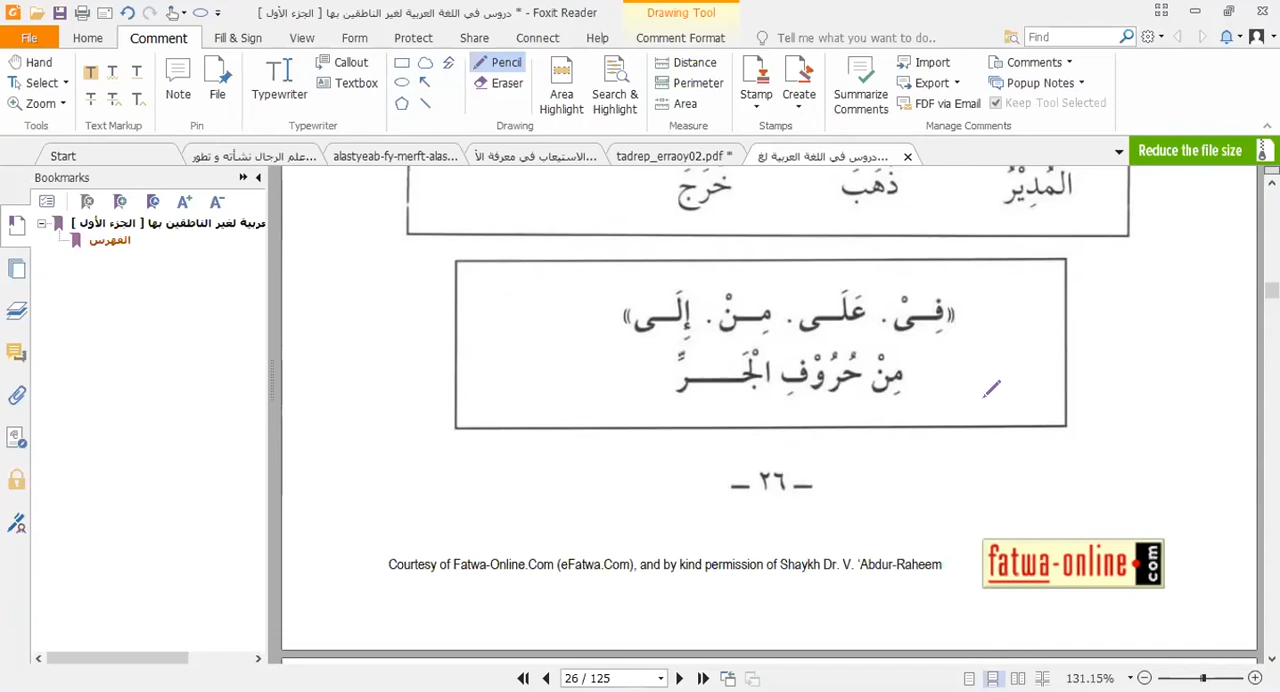 دروس في اللغة العربية لغير الناطقين بها [ الجزء الأول ] * - Foxit Reader
Drawing Tool
File Home Comment Fill & Sign View Form Protect Share Connect Help Comment Format Tell me what you want to do.. Find
Hand Select Zoom
Tools
Text Markup
Note File
Pin
Typewriter Callout Textbox
Typewriter
Pencil Eraser
Drawing
Area Highlight
Search & Highlight
Distance Perimeter Area
Measure
Stamp Create
Stamps
Summarize Comments
Import Export FDF via Email
Comments Popup Notes Keep Tool Selected
Manage Comments
Start
...علم الرجال نشأته و تطور
alastyeab-fy-merft-alas...
...الاستيعاب في معرفة الأ
tadrep_erraoy02.pdf *
...دروس في اللغة العربية لغ
Reduce the file size
Bookmarks
عربية لغير الناطقين بها [ الجزء الأول ]
الفهرس
المُدِيْرُ ذَهَبَ خَرَجَ
«فِـىْ . عَلَـى . مِـنْ . إِلَـى»
مِنْ حُرُوْفِ الْجَـرِّ
– ٢٦ –
Courtesy of Fatwa-Online.Com (eFatwa.Com), and by kind permission of Shaykh Dr. V. ‘Abdur-Raheem
fatwa-online.com
26 / 125
131.15%